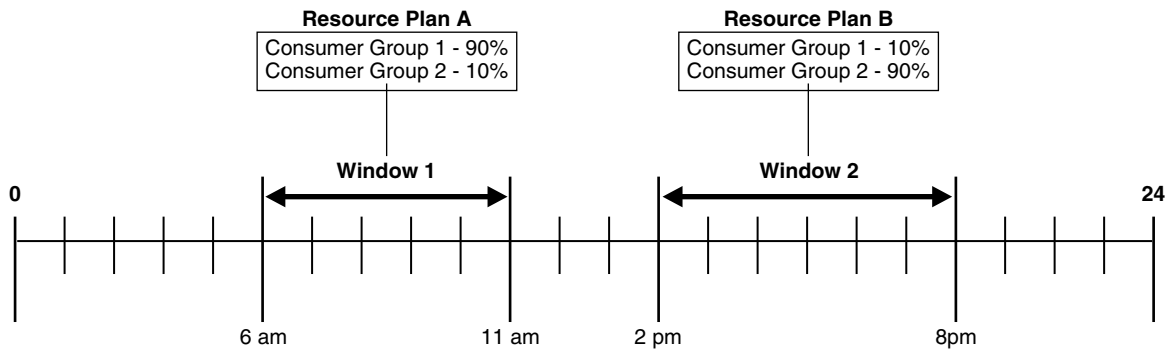 Resource Plan A
Consumer Group 1 - 90%
Consumer Group 2 - 10%
Resource Plan B
Consumer Group 1 - 10%
Consumer Group 2 - 90%
Window 1
Window 2
0
24
6 am
11 am
2 pm
8pm